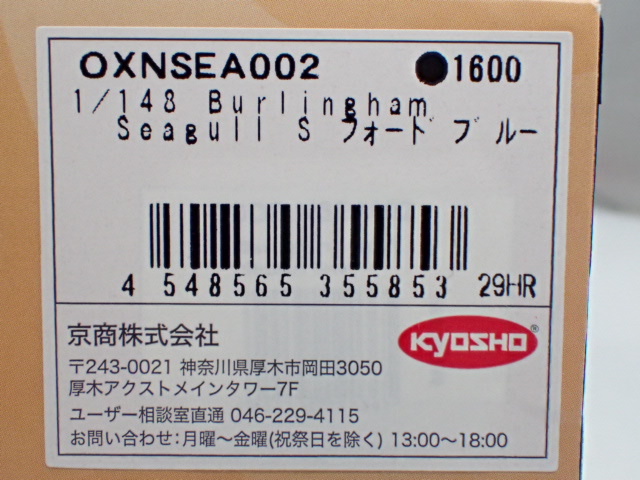 OXNSEA002 ●1600
1/148 Burlingham
Seagull S フォード ブルー
4 548565 355853 29HR
京商株式会社
KYOSHO®
〒243-0021 神奈川県厚木市岡田3050
厚木アクストメインタワー7F
ユーザー相談室直通 046-229-4115
お問い合わせ:月曜〜金曜(祝祭日を除く) 13:00〜18:00